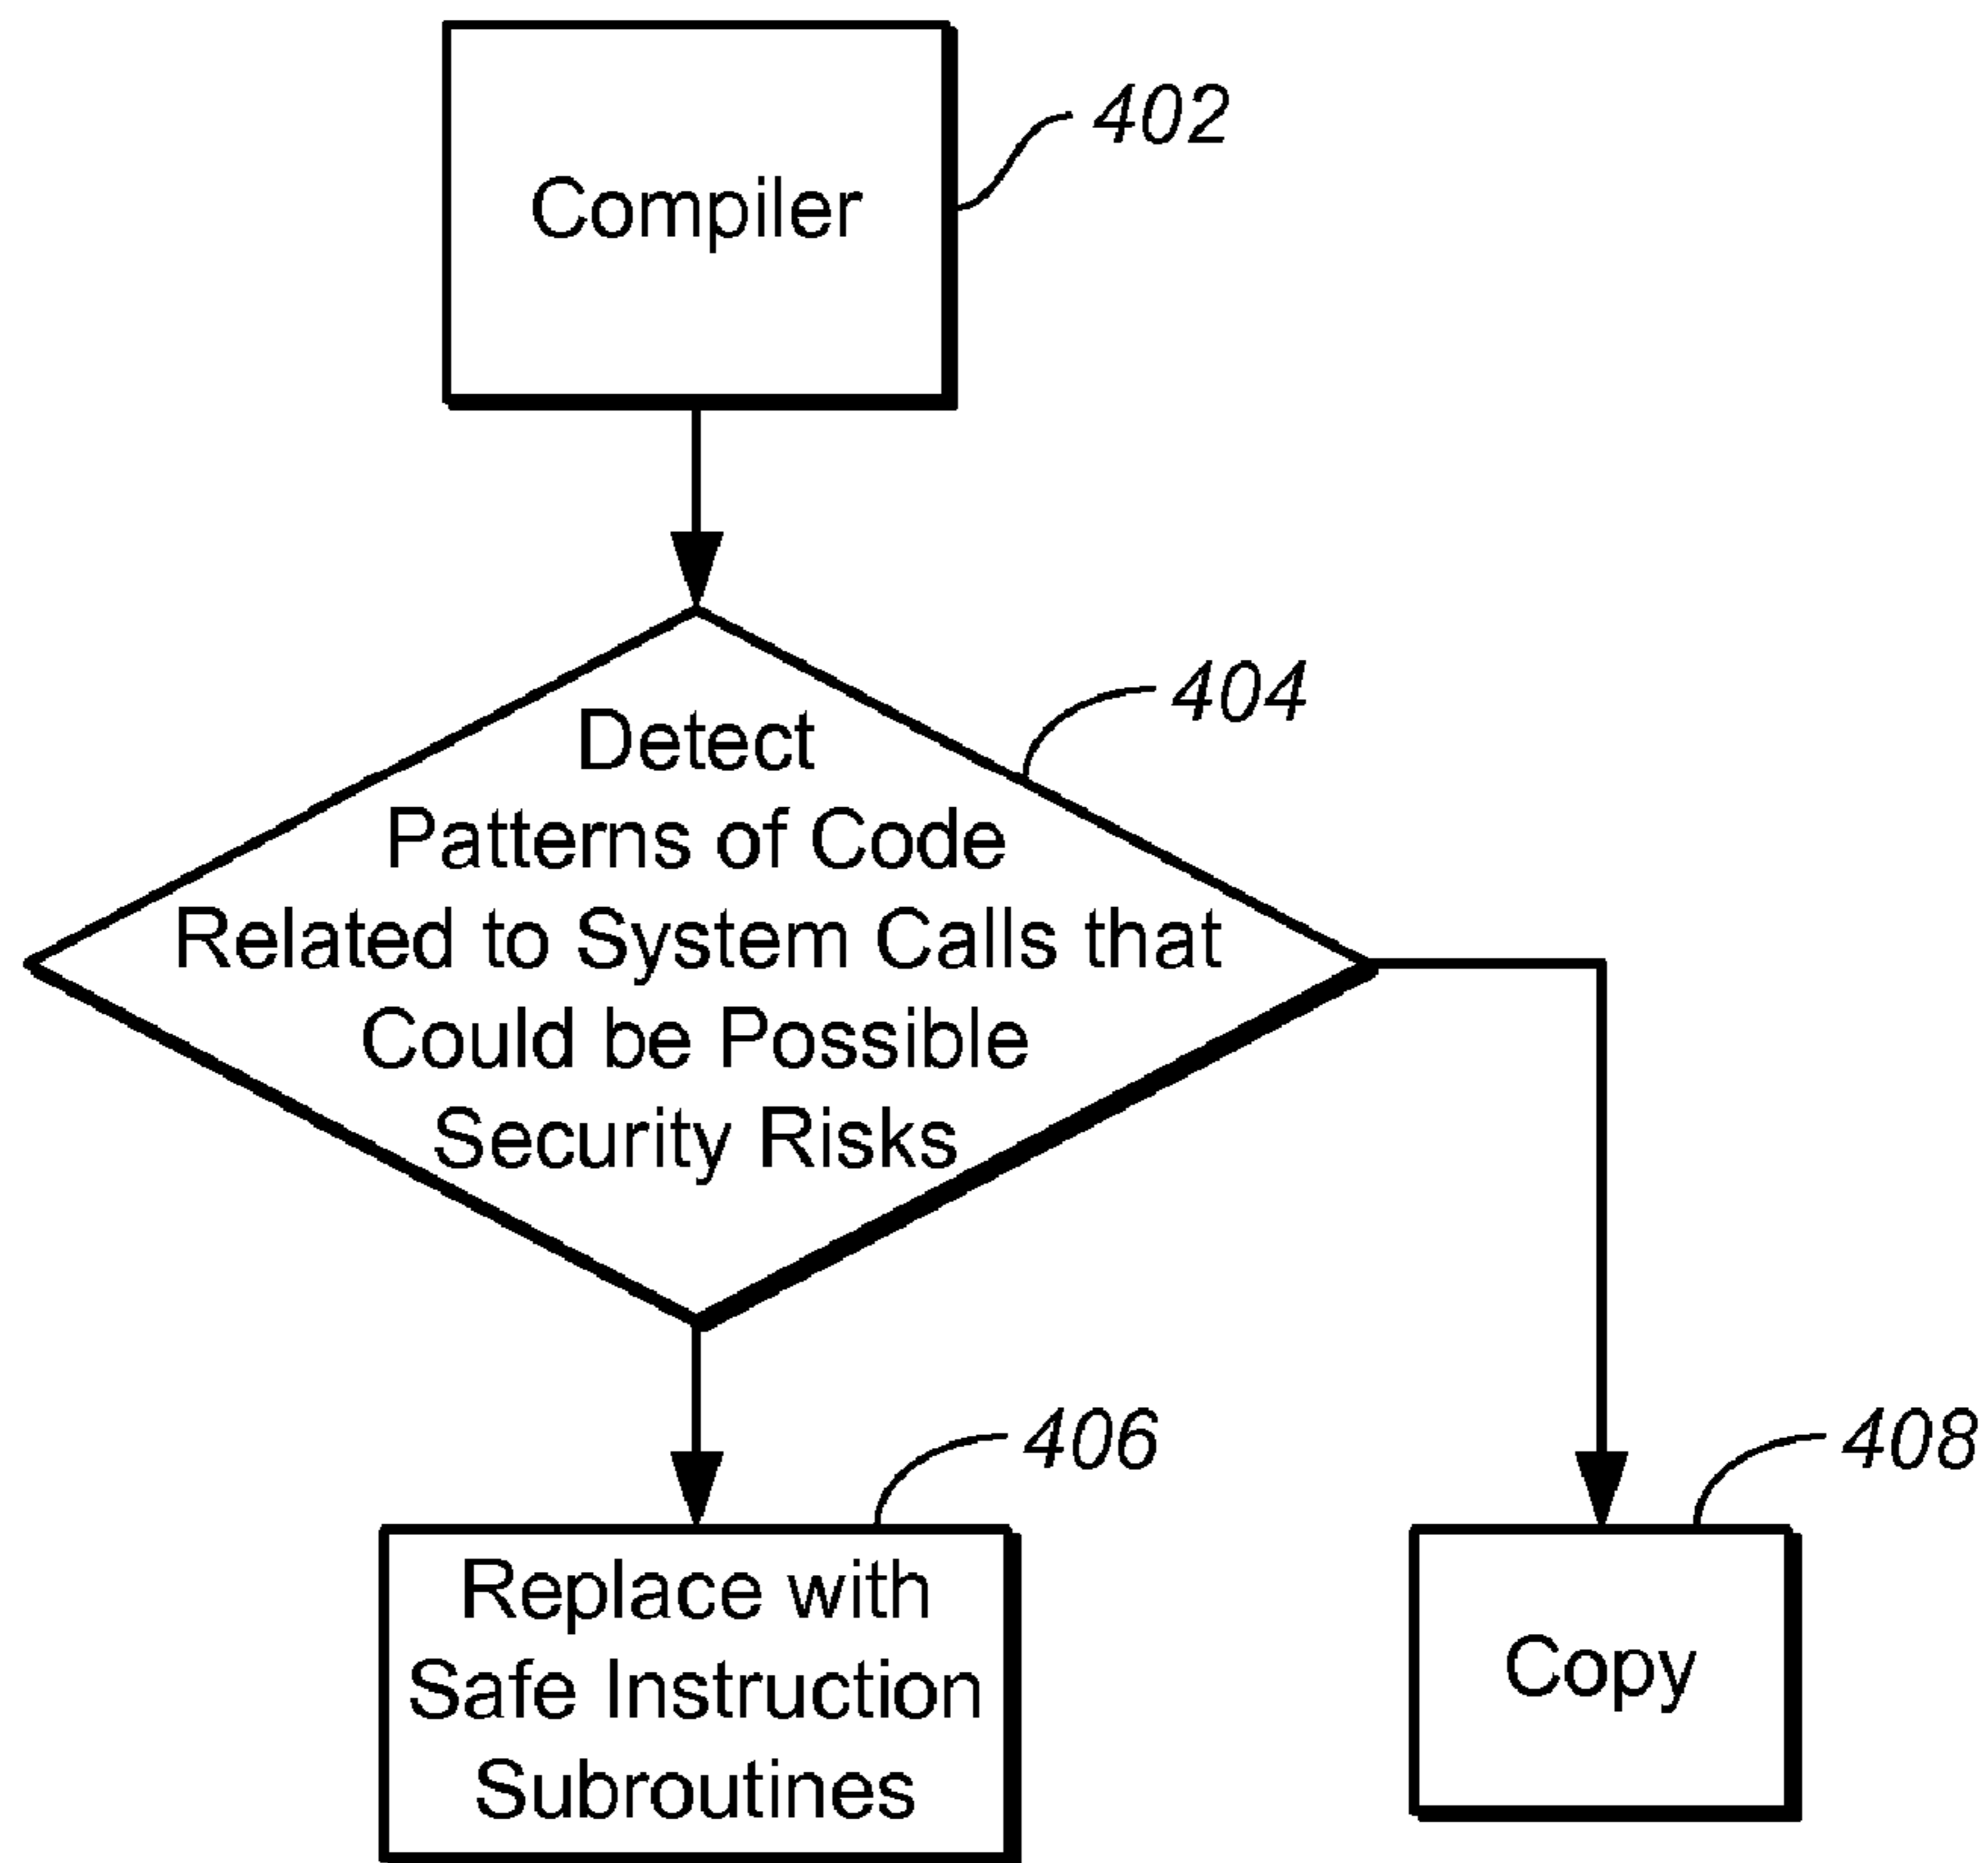 Compiler
402
404
Detect
Patterns of Code
Related to System Calls that
Could be Possible
Security Risks
406
408
Replace with
Safe Instruction
Subroutines
Copy